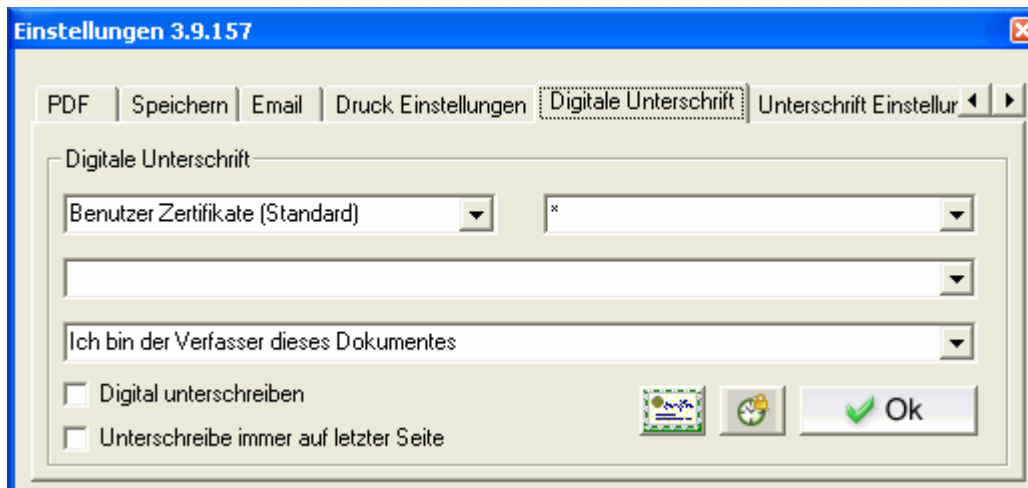 Einstellungen 3.9.157
PDF Speichern Email Druck Einstellungen Digitale Unterschrift Unterschrift Einstellur
Digitale Unterschrift
Benutzer Zertifikate (Standard) *
Ich bin der Verfasser dieses Dokumentes
Digital unterschreiben
Ok
Unterschreibe immer auf letzter Seite